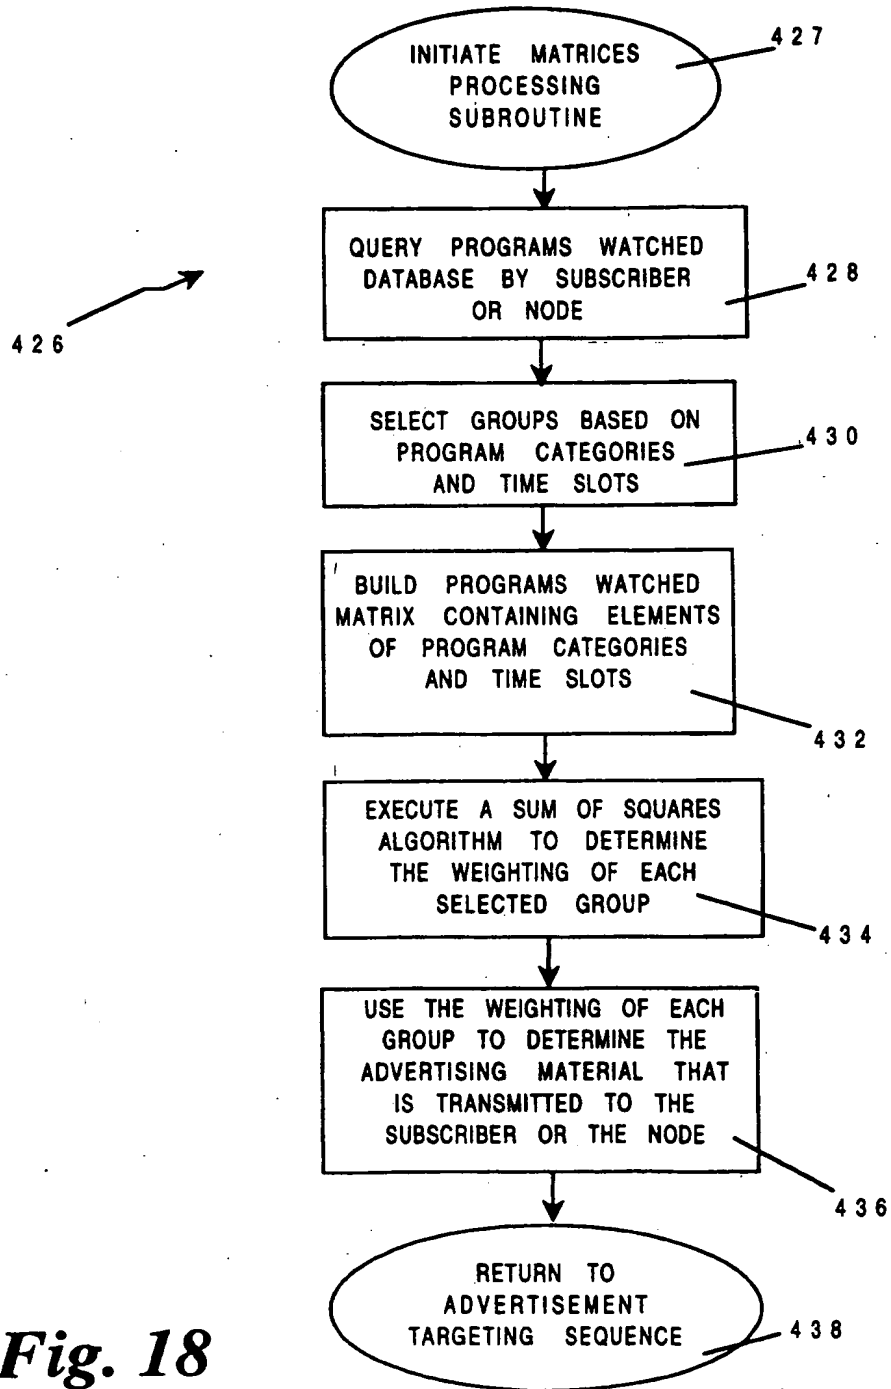 INITIATE MATRICES
PROCESSING
SUBROUTINE
427
QUERY PROGRAMS WATCHED
DATABASE BY SUBSCRIBER
OR NODE
428
426
SELECT GROUPS BASED ON
PROGRAM CATEGORIES
AND TIME SLOTS
430
BUILD PROGRAMS WATCHED
MATRIX CONTAINING ELEMENTS
OF PROGRAM CATEGORIES
AND TIME SLOTS
432
EXECUTE A SUM OF SQUARES
ALGORITHM TO DETERMINE
THE WEIGHTING OF EACH
SELECTED GROUP
434
USE THE WEIGHTING OF EACH
GROUP TO DETERMINE THE
ADVERTISING MATERIAL THAT
IS TRANSMITTED TO THE
SUBSCRIBER OR THE NODE
436
RETURN TO
ADVERTISEMENT
TARGETING SEQUENCE
438
Fig. 18